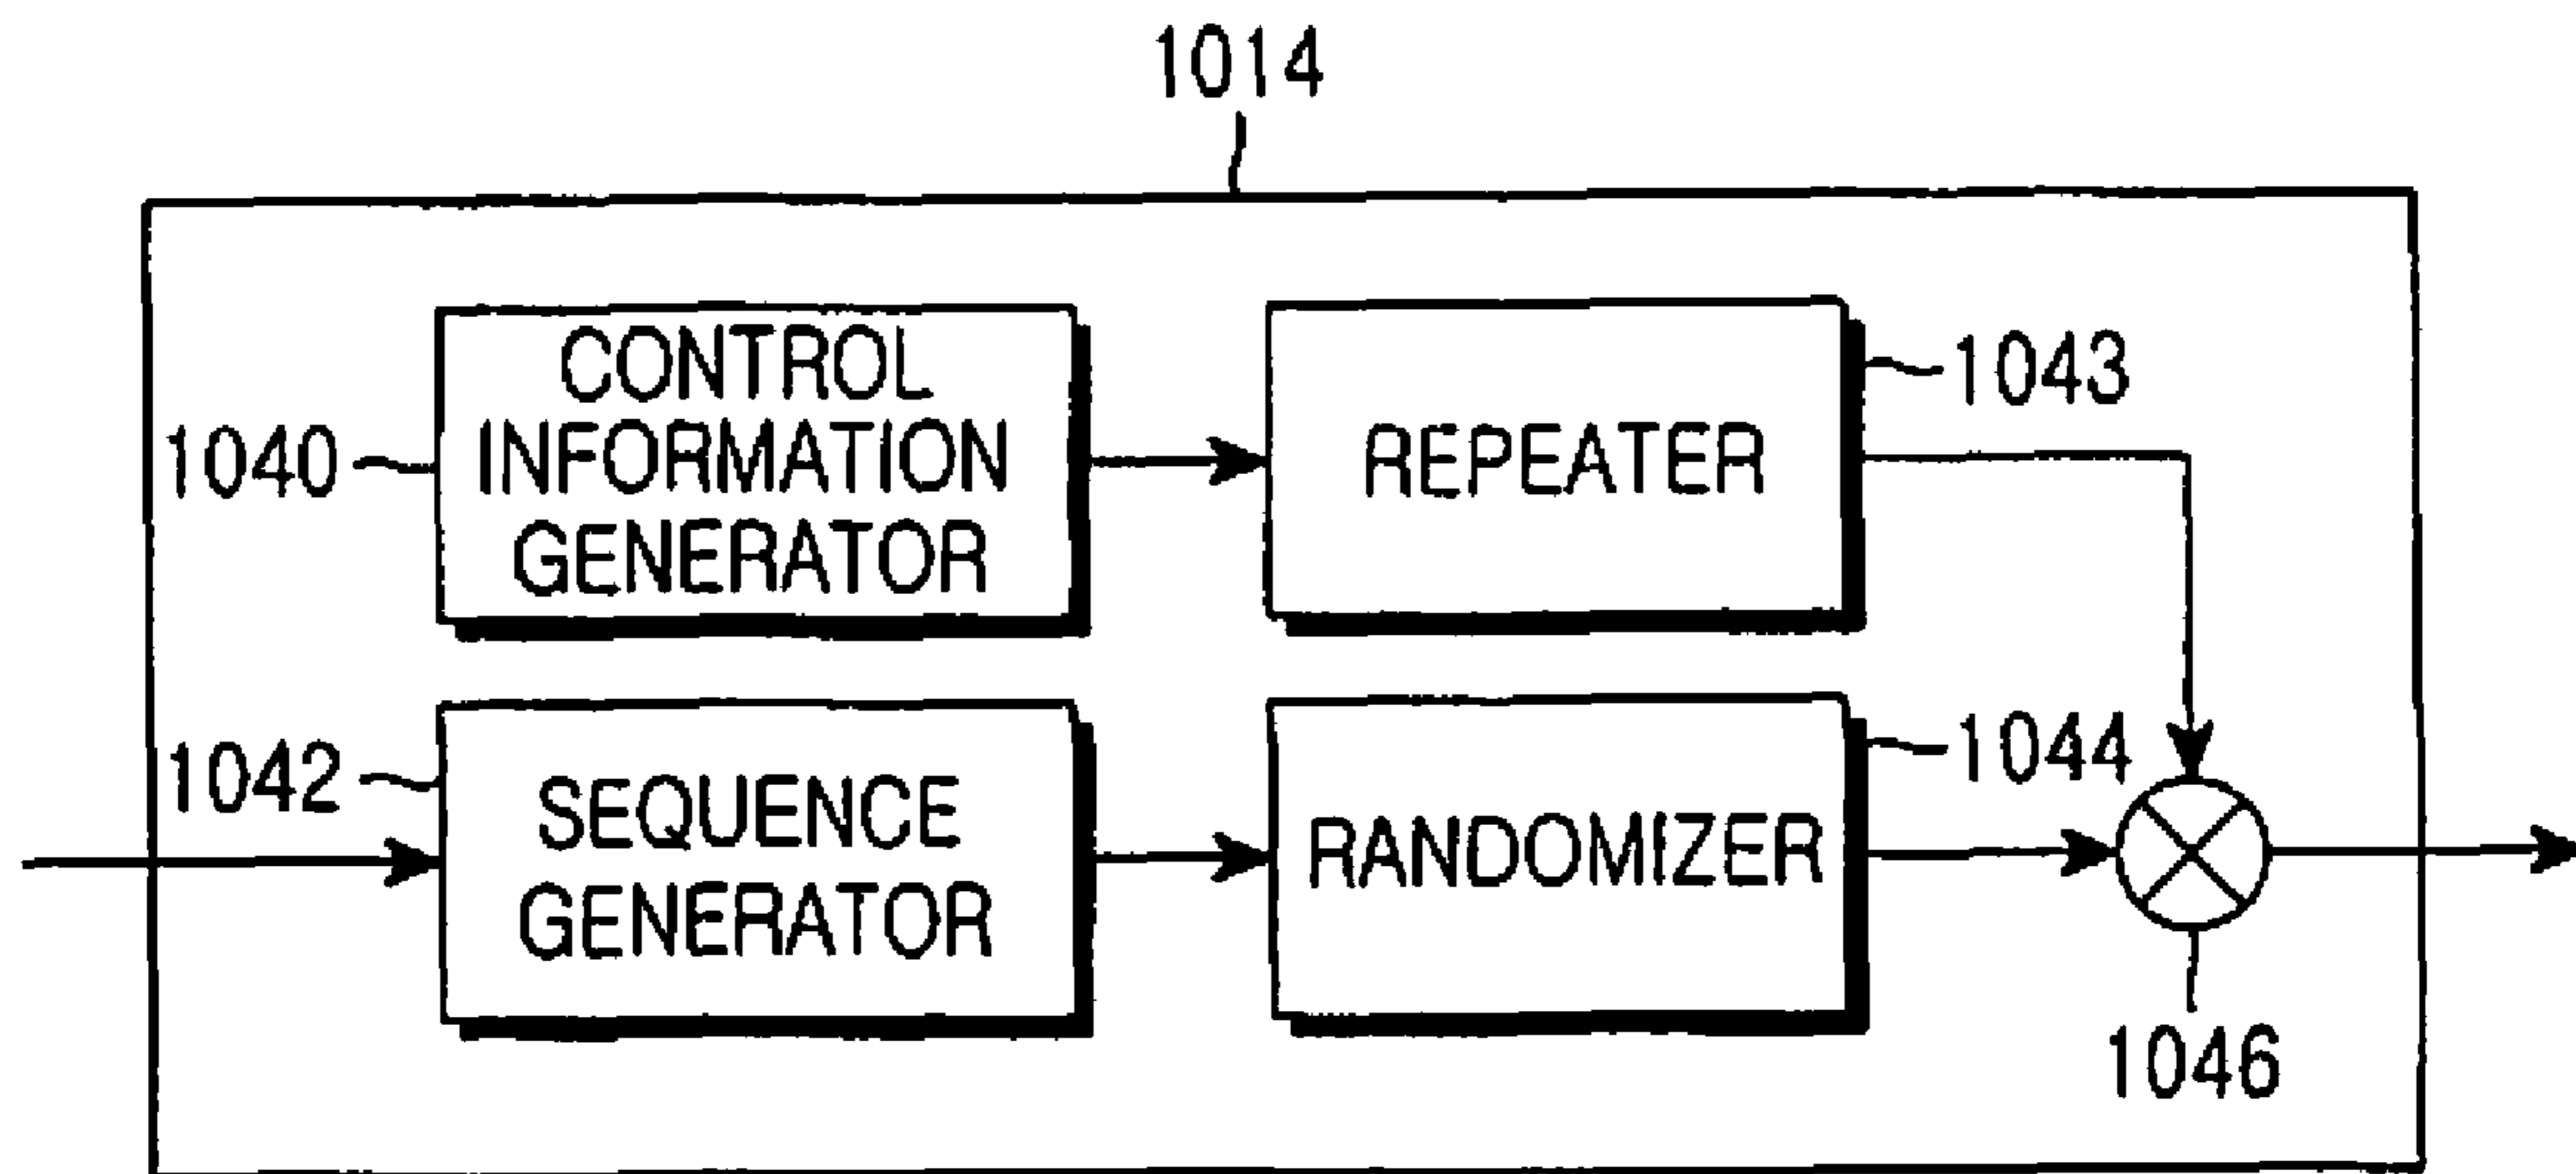 1014
CONTROL
INFORMATION
GENERATOR
1040
REPEATER
1043
SEQUENCE
GENERATOR
1042
RANDOMIZER
1044
1046